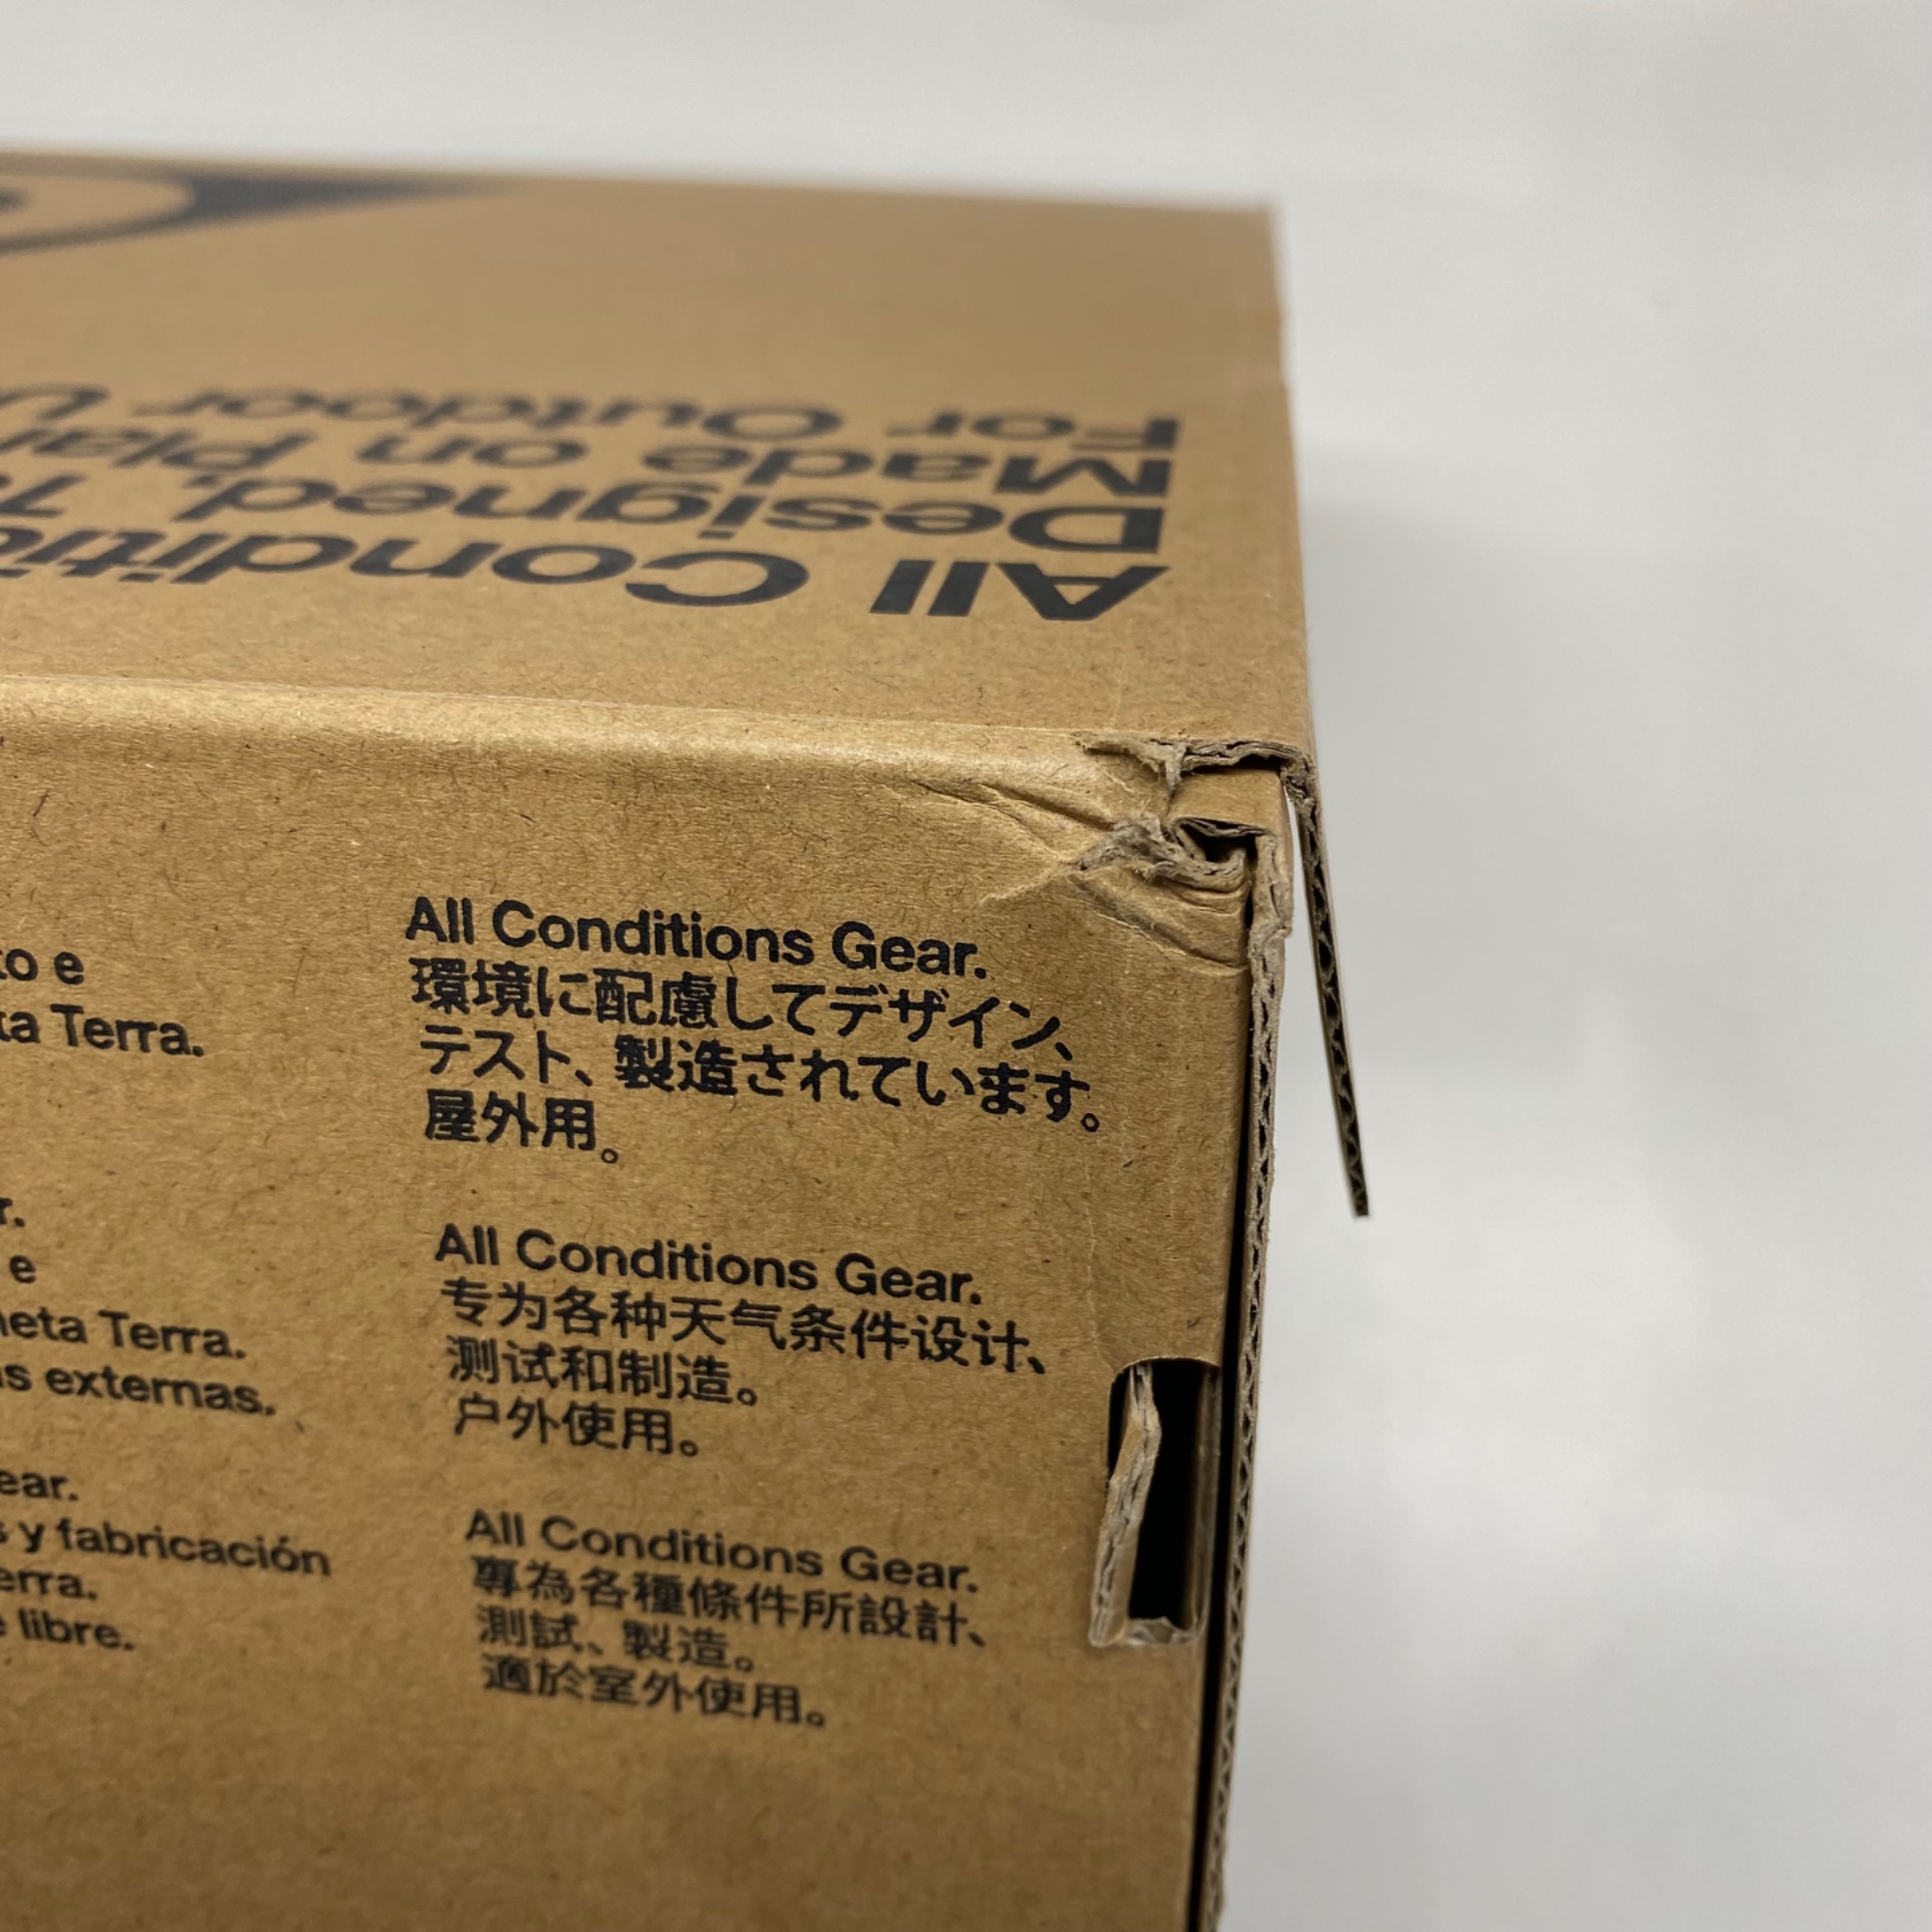 All Conditio
Designed, T
Made on Plan
For Outdoor U
to e
ta Terra.
r.
e
neta Terra.
as externas.
ear.
s y fabricación
erra.
e libre.
All Conditions Gear.
環境に配慮してデザイン、
テスト、製造されています。
屋外用。
All Conditions Gear.
专为各种天气条件设计、
测试和制造。
户外使用。
All Conditions Gear.
專為各種條件所設計、
測試、製造。
適於室外使用。